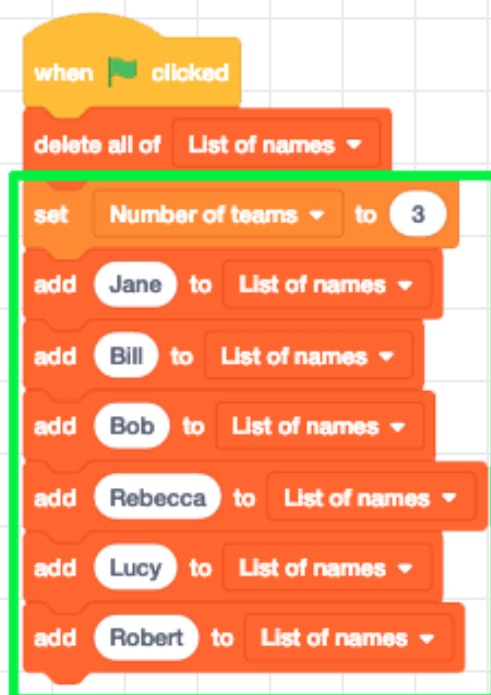 when clicked
delete all of List of names
set Number of teams to 3
add Jane to List of names
add Bill to List of names
add Bob to List of names
add Rebecca to List of names
add Lucy to List of names
add Robert to List of names